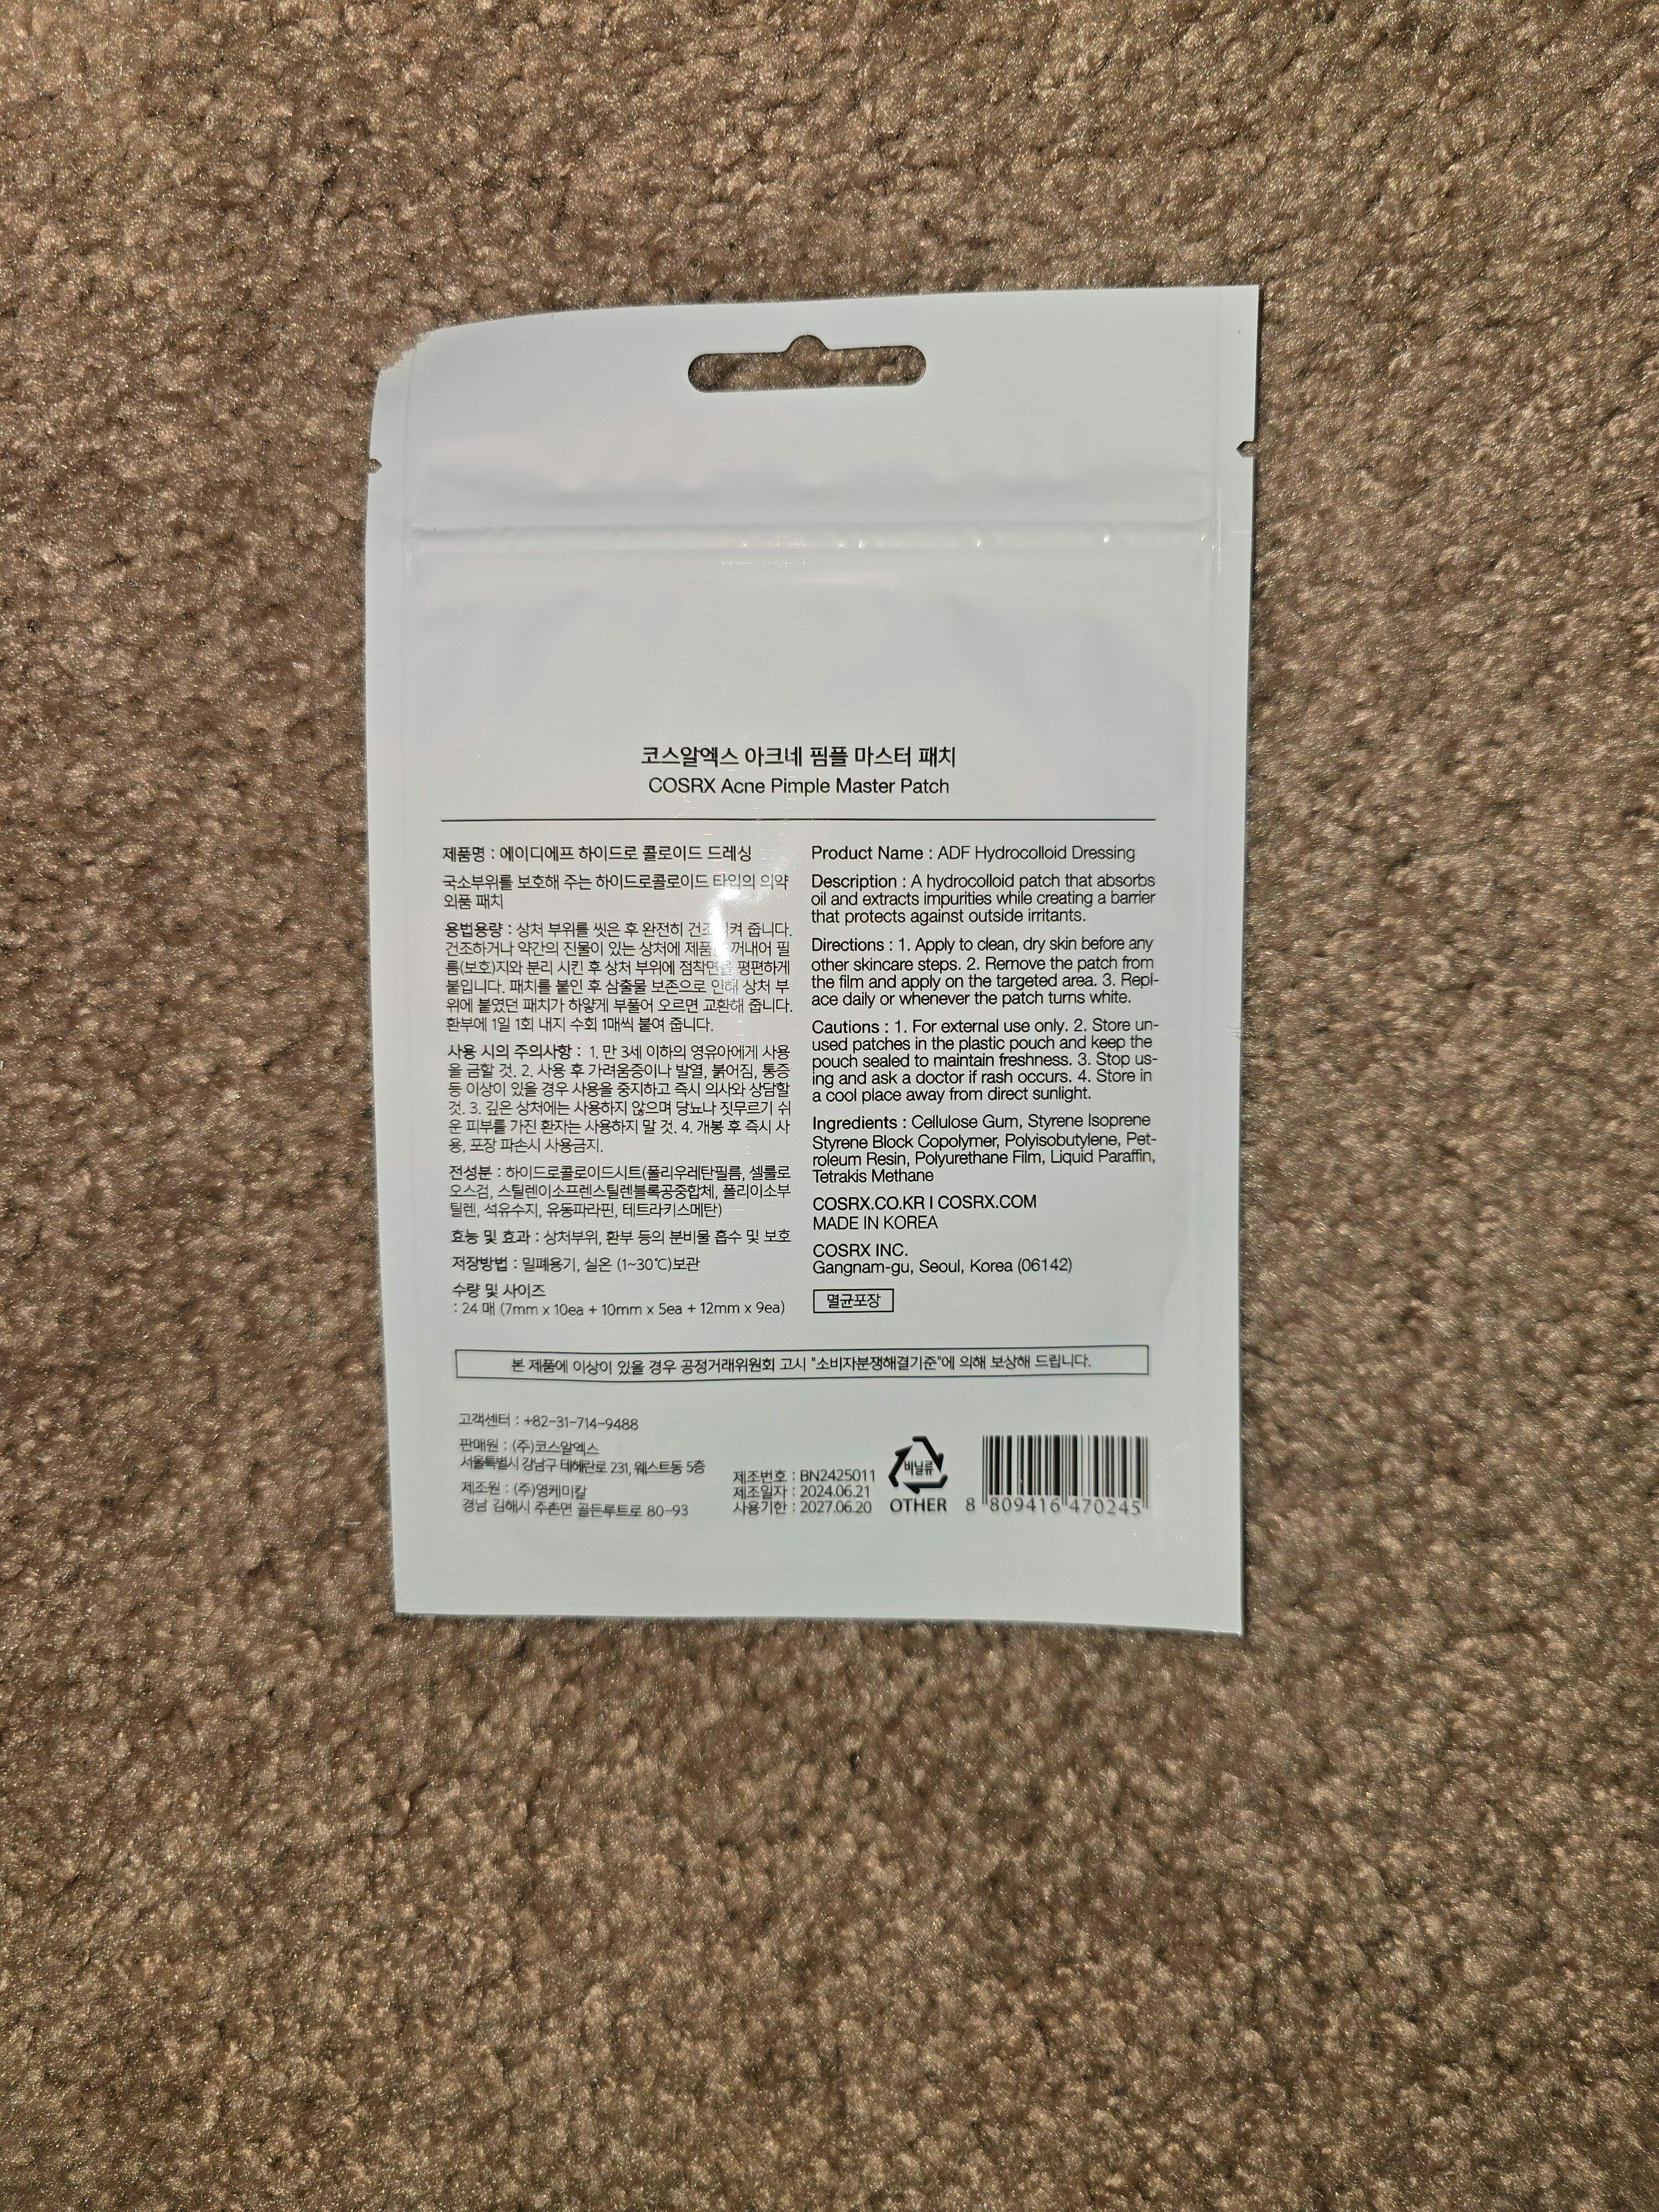 코스알엑스 아크네 핌플 마스터 패치
COSRX Acne Pimple Master Patch
제품명 : 에이디에프 하이드로 콜로이드 드레싱
국소부위를 보호해 주는 하이드로콜로이드 타입의 의약
외품 패치
용법용량 : 상처 부위를 씻은 후 완전히 건조 켜 줍니다.
건조하거나 약간의 진물이 있는 상처에 제품 꺼내어 필
름(보호)지와 분리 시킨 후 상처 부위에 점착면을 평편하게
붙입니다. 패치를 붙인 후 삼출물 보존으로 인해 상처 부
위에 붙였던 패치가 하얗게 부풀어 오르면 교환해 줍니다.
환부에 1일 1회 내지 수회 1매씩 붙여 줍니다.
사용 시의 주의사항 : 1. 만 3세 이하의 영유아에게 사용
을 금할 것. 2. 사용 후 가려움증이나 발열, 붉어짐, 통증
등 이상이 있을 경우 사용을 중지하고 즉시 의사와 상담할
것. 3. 깊은 상처에는 사용하지 않으며 당뇨나 짓무르기 쉬
운 피부를 가진 환자는 사용하지 말 것. 4. 개봉 후 즉시 사
용, 포장 파손시 사용금지.
전성분 : 하이드로콜로이드시트(폴리우레탄필름, 셀룰로
오스검, 스틸렌이소프렌스틸렌블록공중합체, 폴리이소부
틸렌, 석유수지, 유동파라핀, 테트라키스메탄)
효능 및 효과 : 상처부위, 환부 등의 분비물 흡수 및 보호
저장방법 : 밀폐용기, 실온 (1~30℃)보관
수량 및 사이즈
: 24 매 (7mm x 10ea + 10mm x 5ea + 12mm x 9ea)
Product Name : ADF Hydrocolloid Dressing
Description : A hydrocolloid patch that absorbs
oil and extracts impurities while creating a barrier
that protects against outside irritants.
Directions : 1. Apply to clean, dry skin before any
other skincare steps. 2. Remove the patch from
the film and apply on the targeted area. 3. Repl-
ace daily or whenever the patch turns white.
Cautions : 1. For external use only. 2. Store un-
used patches in the plastic pouch and keep the
pouch sealed to maintain freshness. 3. Stop us-
ing and ask a doctor if rash occurs. 4. Store in
a cool place away from direct sunlight.
Ingredients : Cellulose Gum, Styrene Isoprene
Styrene Block Copolymer, Polyisobutylene, Pet-
roleum Resin, Polyurethane Film, Liquid Paraffin,
Tetrakis Methane
COSRX.CO.KR I COSRX.COM
MADE IN KOREA
COSRX INC.
Gangnam-gu, Seoul, Korea (06142)
멸균포장
본 제품에 이상이 있을 경우 공정거래위원회 고시 "소비자분쟁해결기준"에 의해 보상해 드립니다.
고객센터 : +82-31-714-9488
판매원 : (주)코스알엑스
서울특별시 강남구 테헤란로 231, 웨스트동 5층
제조원 : (주)영케미칼
경남 김해시 주촌면 골든루트로 80-93
제조번호 : BN2425011
제조일자 : 2024.06.21
사용기한 : 2027.06.20
비닐류
OTHER
8 809416 470245